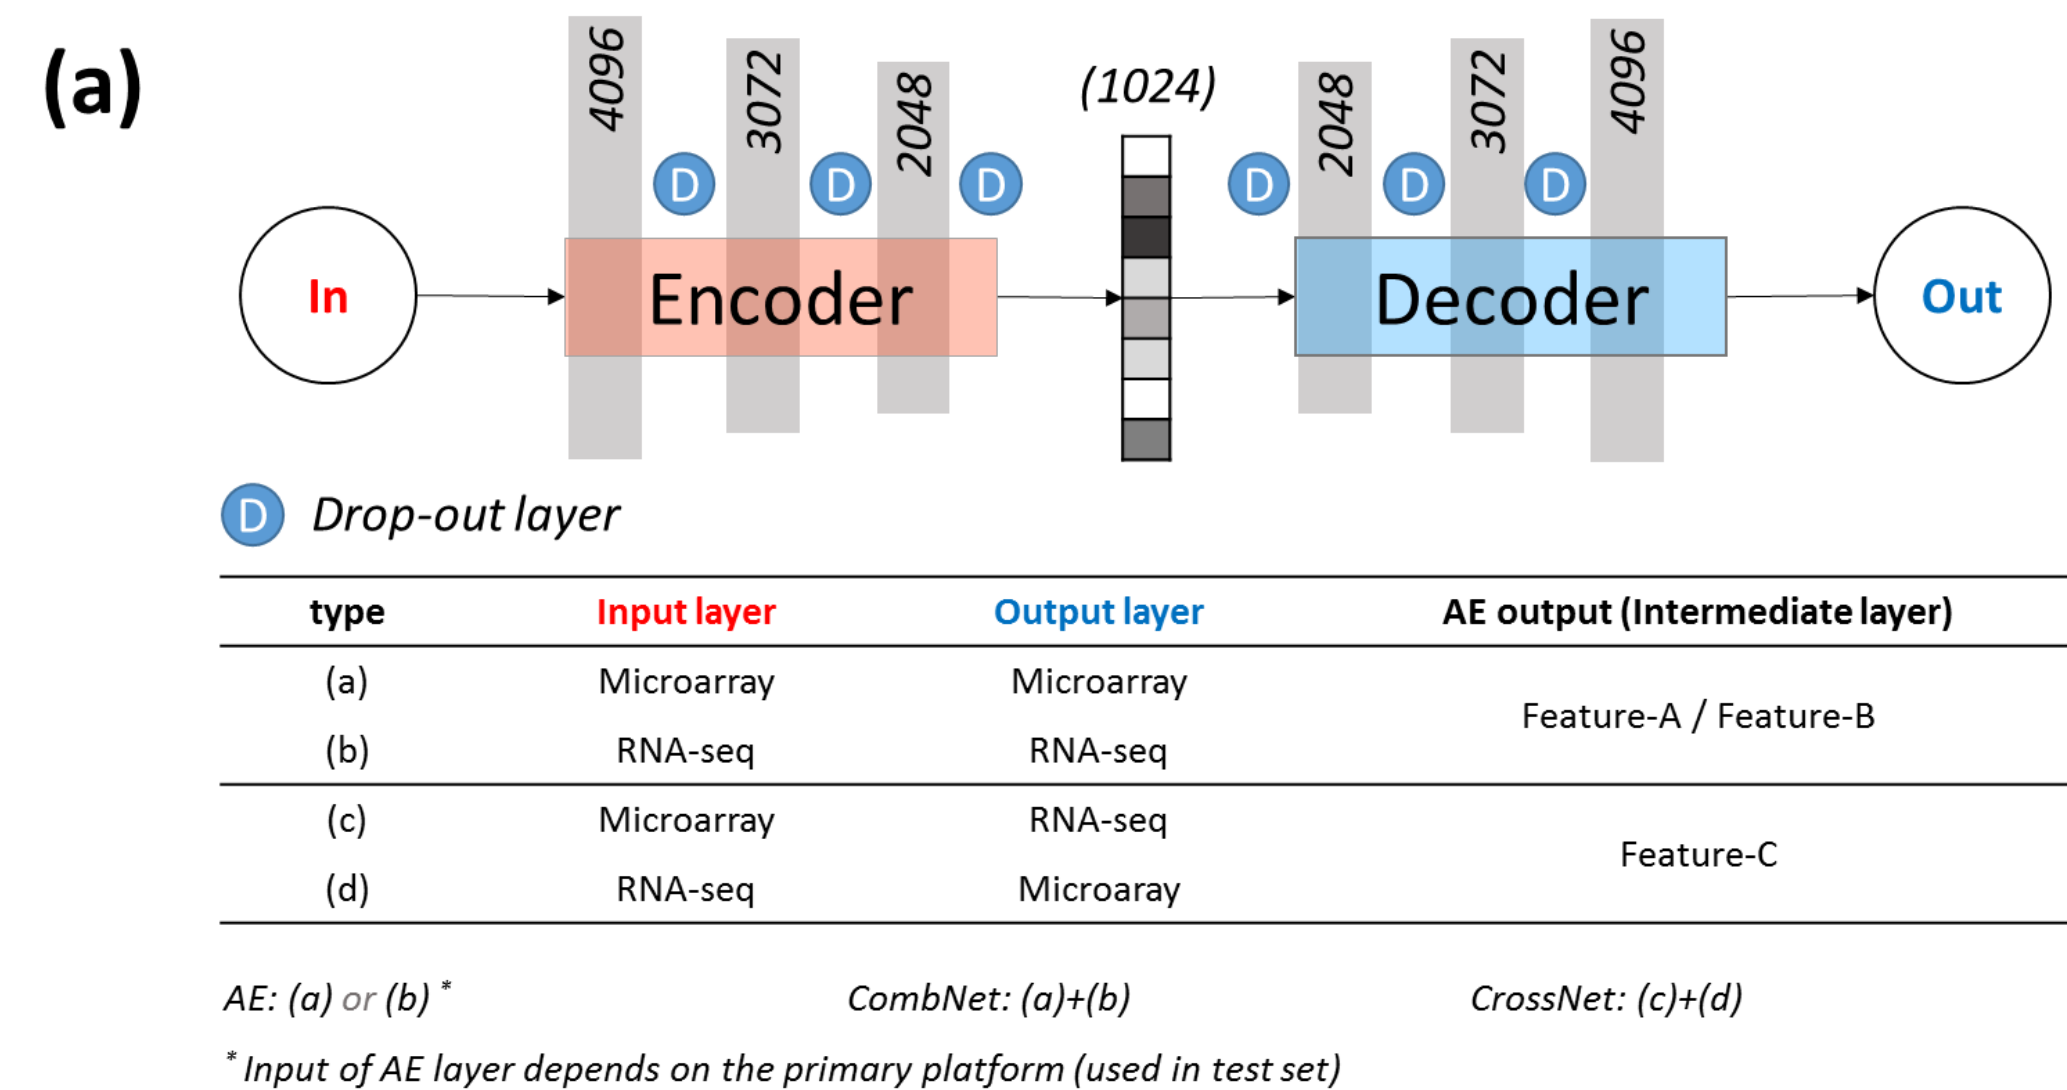 (a)
4096
3072
2048
(1024)
2048
3072
4096
D
D
D
D
D
D
In
Encoder
Decoder
Out
D Drop-out layer
type Input layer Output layer AE output (Intermediate layer)
(a) Microarray Microarray
Feature-A / Feature-B
(b) RNA-seq RNA-seq
(c) Microarray RNA-seq
Feature-C
(d) RNA-seq Microaray
AE: (a) or (b) * CombNet: (a)+(b) CrossNet: (c)+(d)
* Input of AE layer depends on the primary platform (used in test set)